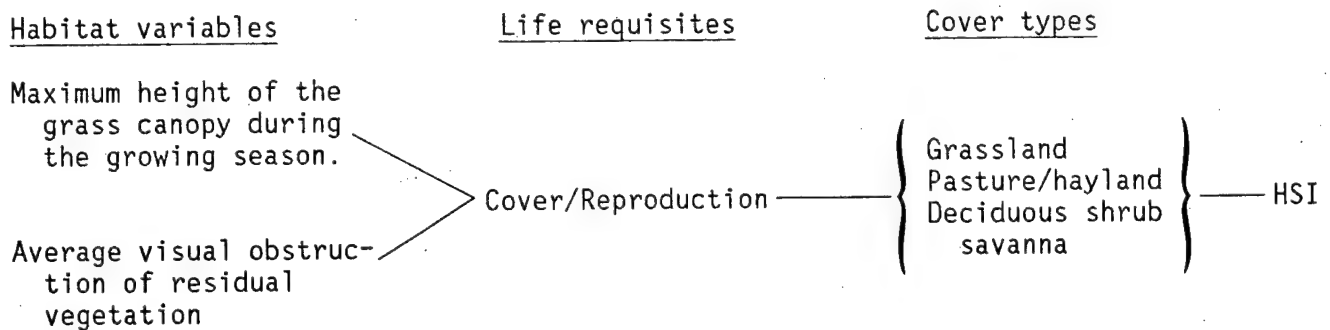 Habitat variables
Life requisites
Cover types
Maximum height of the
grass canopy during
the growing season.
Average visual obstruc-
tion of residual
vegetation
Cover/Reproduction
Grassland
Pasture/hayland
Deciduous shrub
savanna
HSI